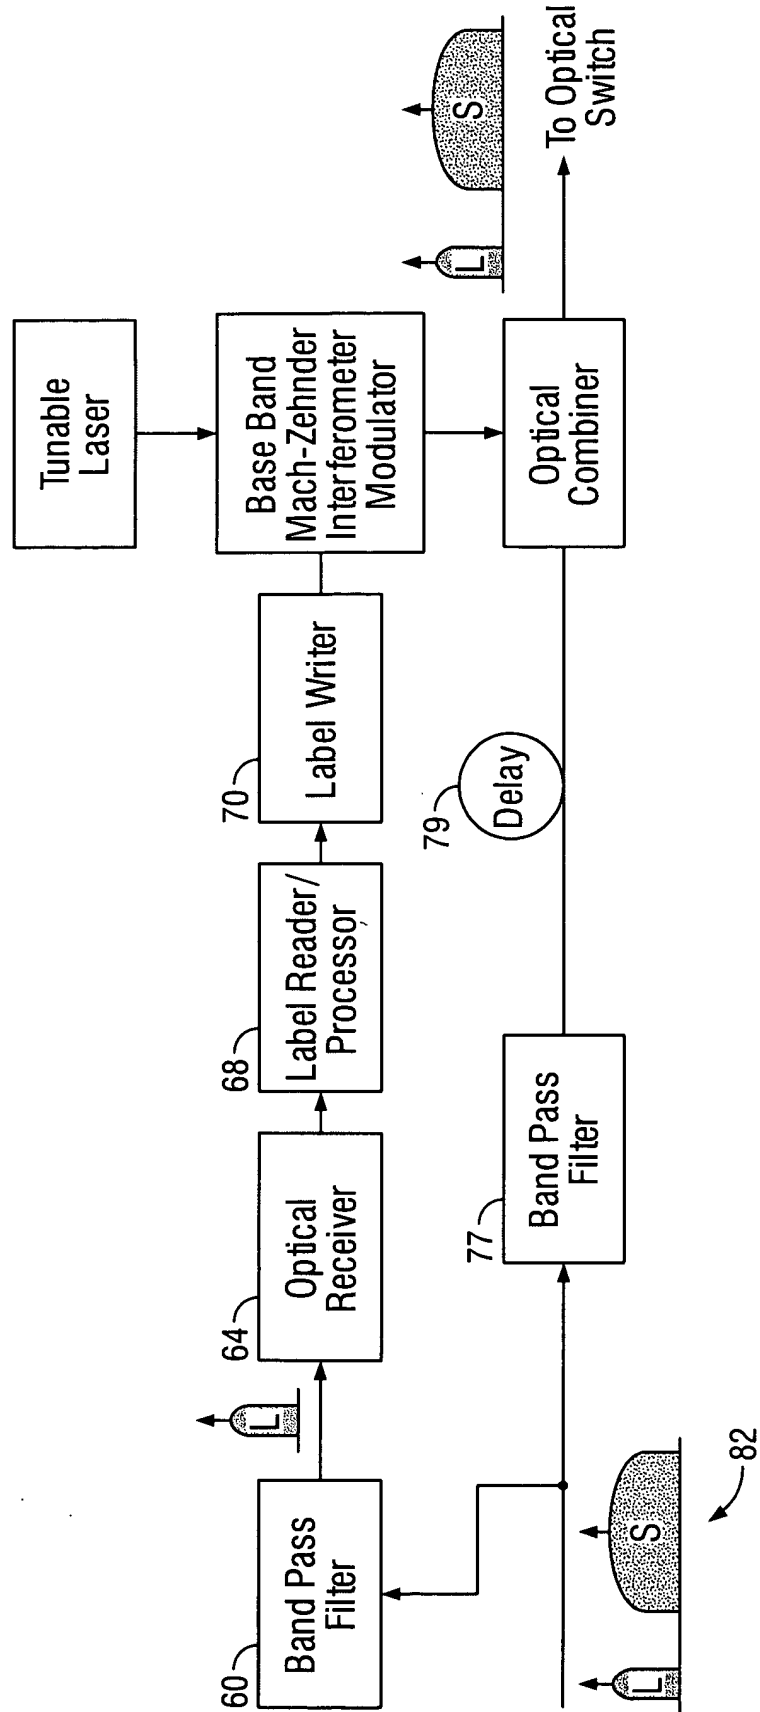 Tunable
Laser
Base Band
Mach-Zehnder
Interferometer
Modulator
L
S
To Optical
Switch
Optical
Combiner
70
Label Writer
79
Delay
68
Label Reader/
Processor
64
Optical
Receiver
77
Band Pass
Filter
L
60
Band Pass
Filter
L
S
82